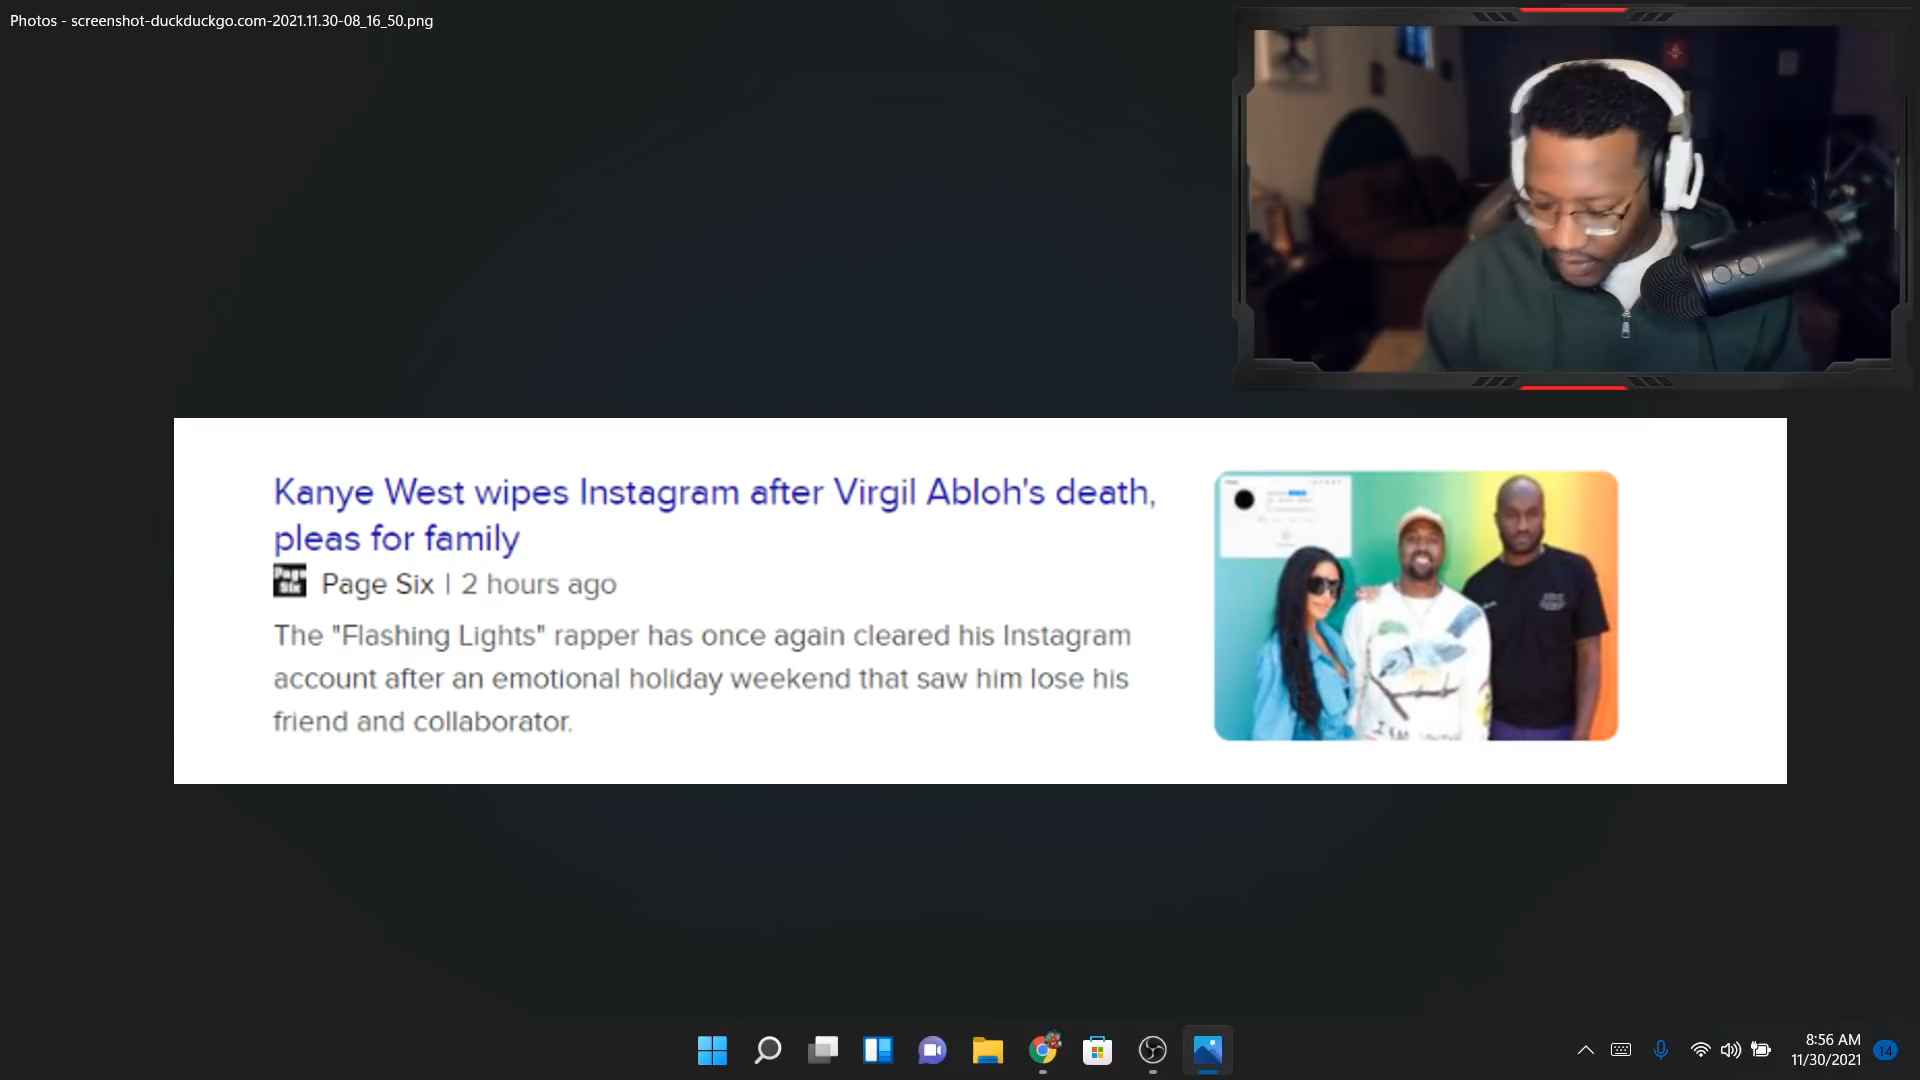 Photos - screenshot-duckduckgo.com-2021.11.30-08_16_50.png
Kanye West wipes Instagram after Virgil Abloh's death,
pleas for family
Page Six
Page Six | 2 hours ago
The "Flashing Lights" rapper has once again cleared his Instagram
account after an emotional holiday weekend that saw him lose his
friend and collaborator.
8:56 AM
11/30/2021
14